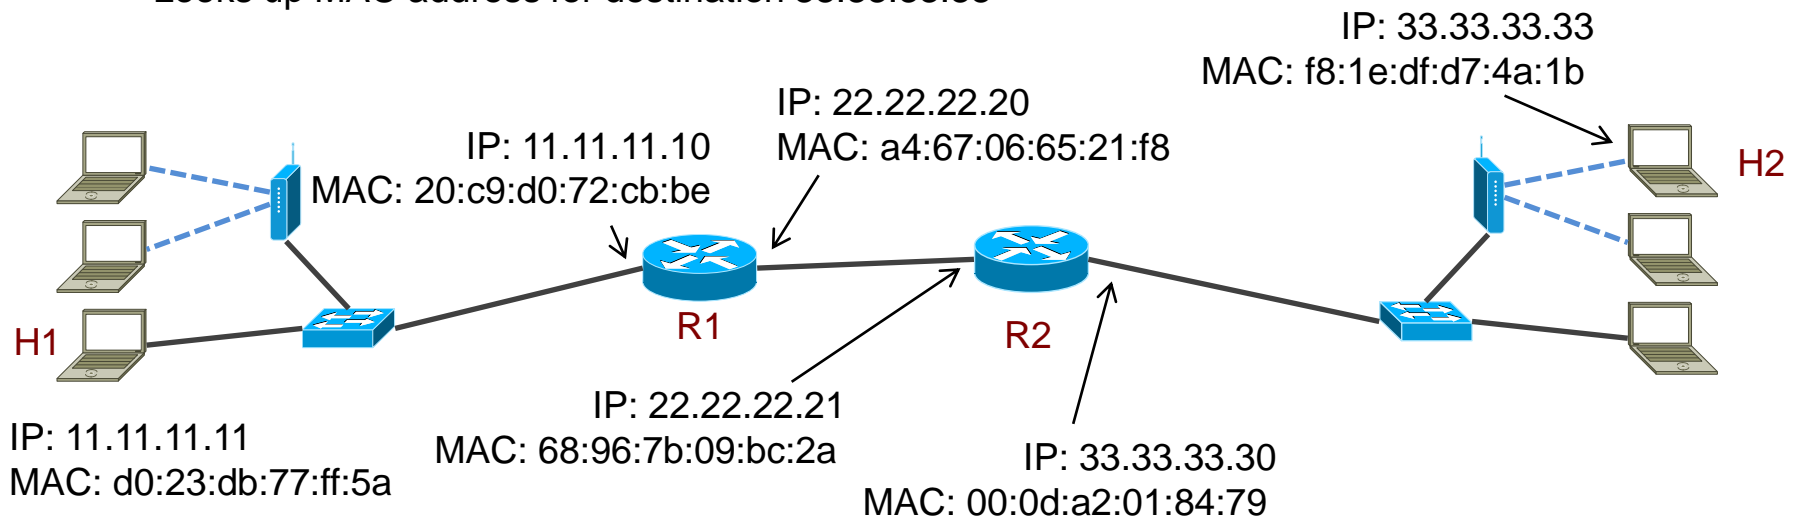 IP: 33.33.33.33
MAC: f8:1e:df:d7:4a:1b
IP: 22.22.22.20
MAC: a4:67:06:65:21:f8
IP: 11.11.11.10
MAC: 20:c9:d0:72:cb:be
H2
H1
R1
R2
IP: 22.22.22.21
MAC: 68:96:7b:09:bc:2a
IP: 11.11.11.11
MAC: d0:23:db:77:ff:5a
IP: 33.33.33.30
MAC: 00:0d:a2:01:84:79